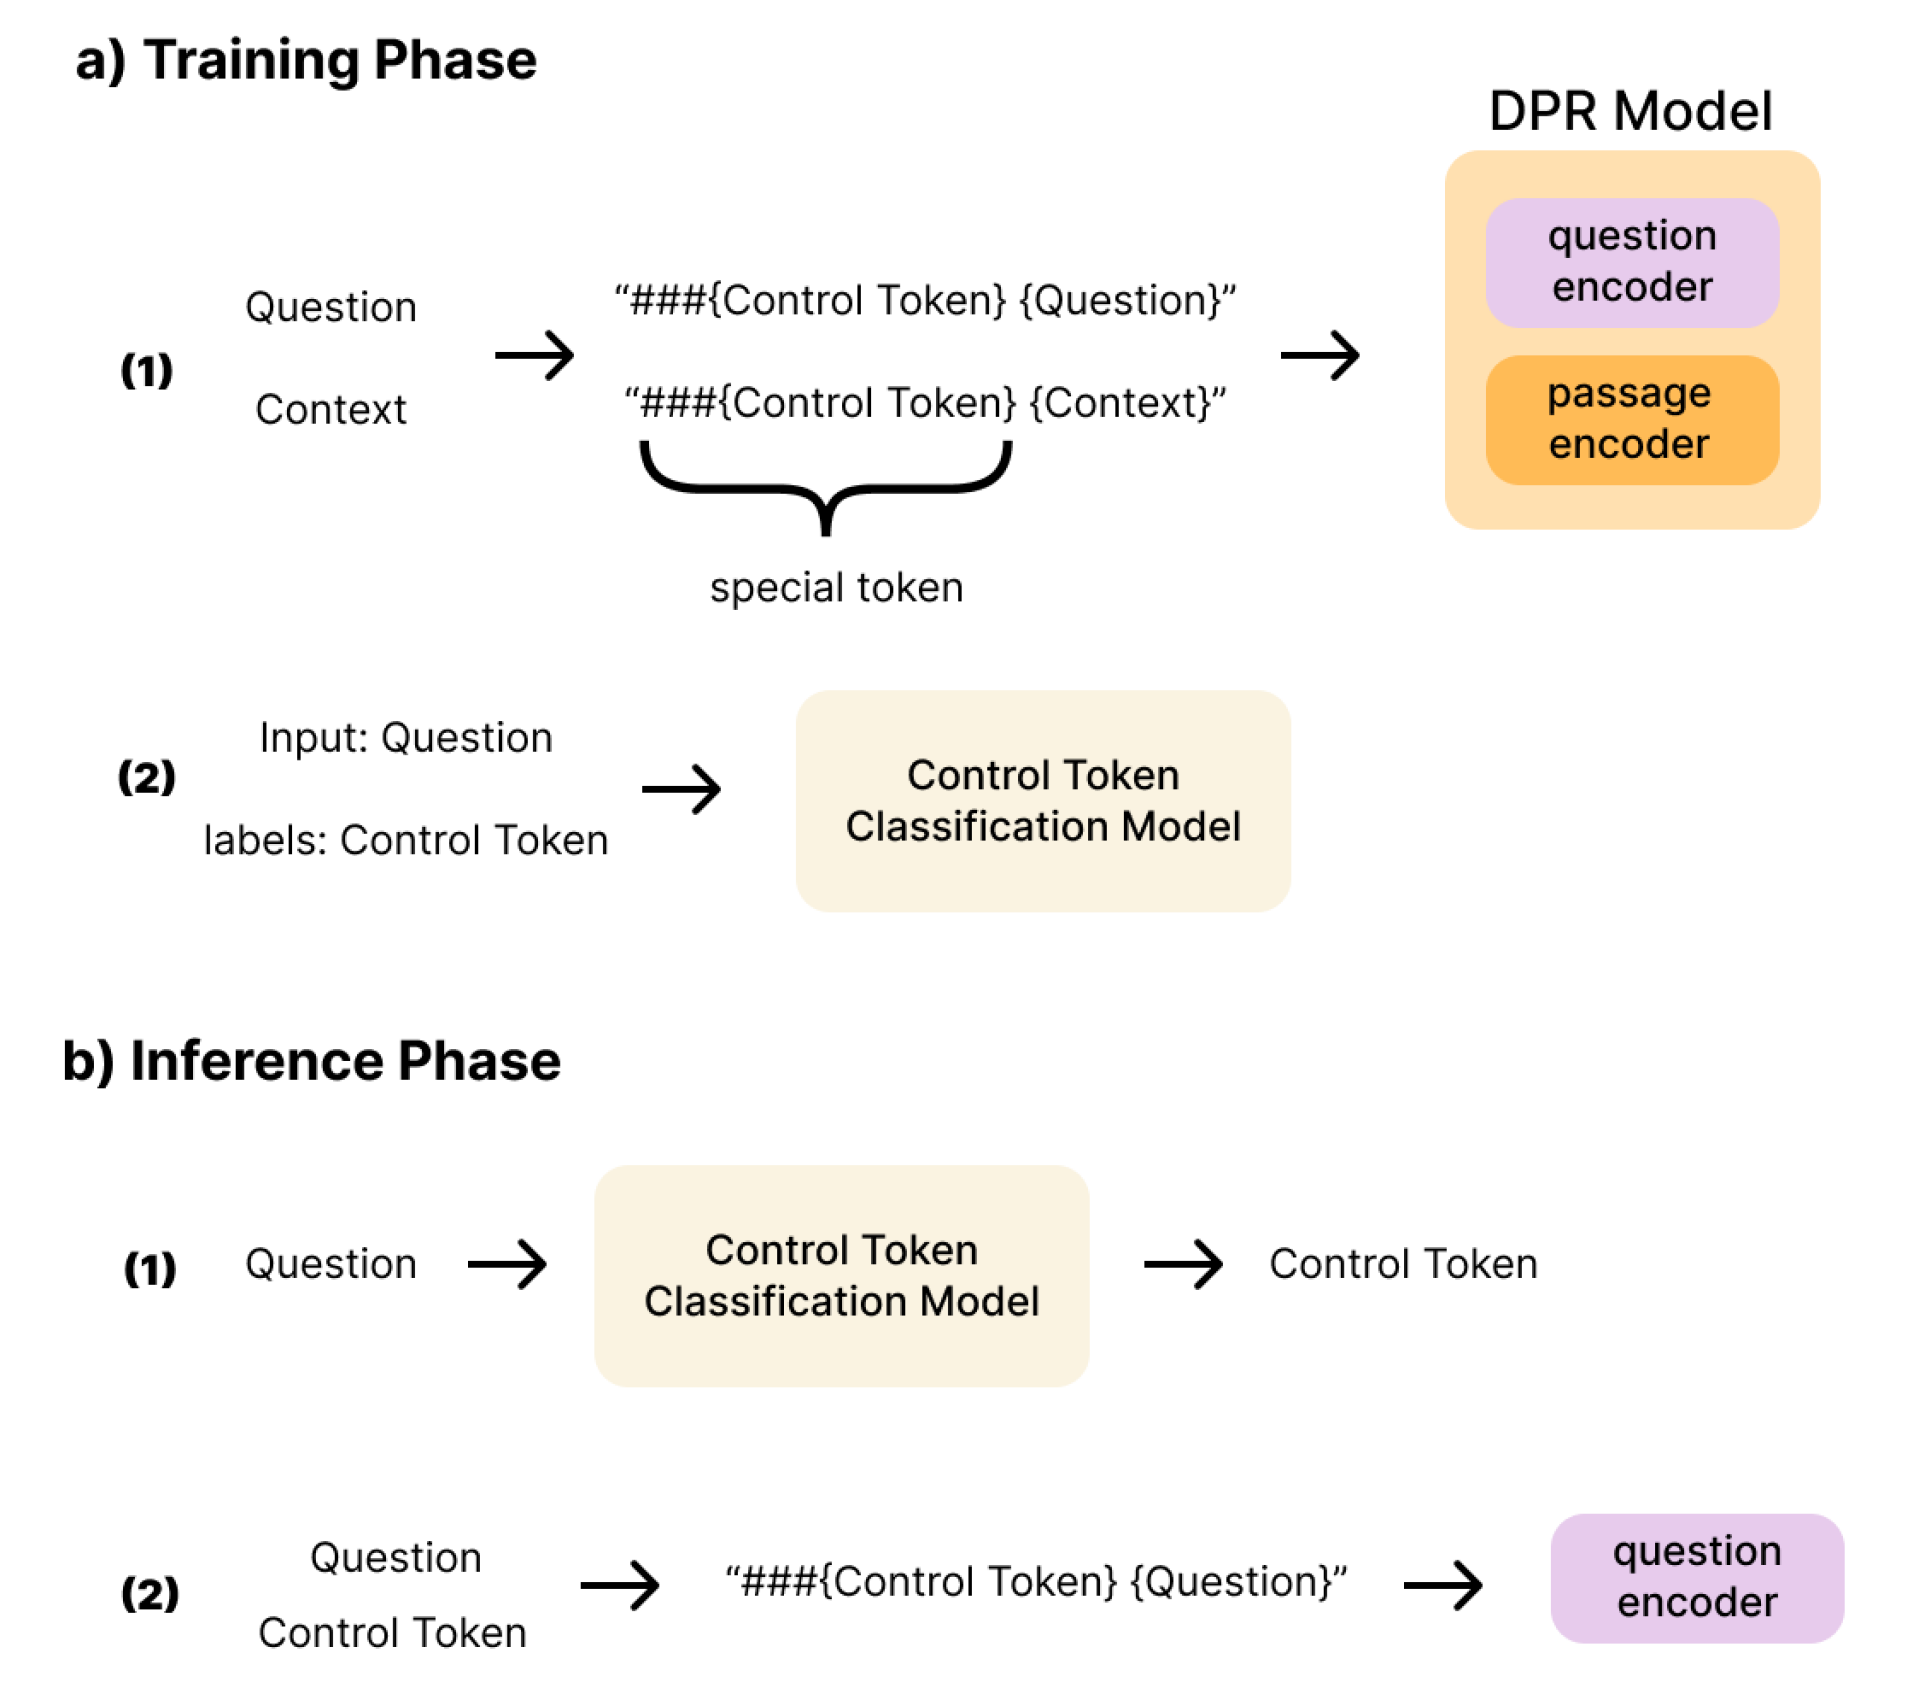 a) Training Phase
DPR Model
question
encoder
passage
encoder
(1)
Question
Context
“###{Control Token} {Question}”
“###{Control Token} {Context}”
special token
(2)
Input: Question
labels: Control Token
Control Token
Classification Model
b) Inference Phase
(1)
Question
Control Token
Classification Model
Control Token
(2)
Question
Control Token
“###{Control Token} {Question}”
question
encoder